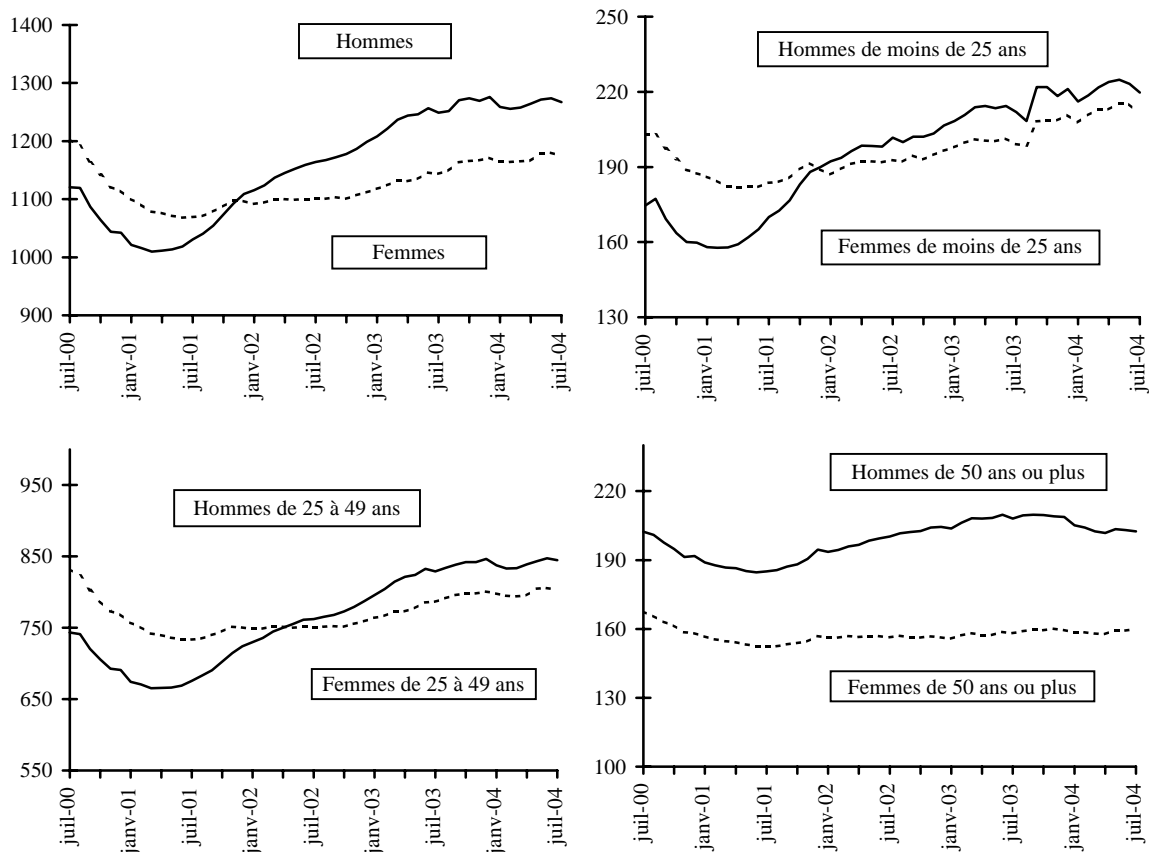 1400
1300
1200
1100
1000
900
Hommes
Femmes
juil-00
janv-01
juil-01
janv-02
juil-02
janv-03
juil-03
janv-04
juil-04
250
220
190
160
130
Hommes de moins de 25 ans
Femmes de moins de 25 ans
juil-00
janv-01
juil-01
janv-02
juil-02
janv-03
juil-03
janv-04
juil-04
950
850
750
650
550
Hommes de 25 à 49 ans
Femmes de 25 à 49 ans
juil-00
janv-01
juil-01
janv-02
juil-02
janv-03
juil-03
janv-04
juil-04
220
190
160
130
100
Hommes de 50 ans ou plus
Femmes de 50 ans ou plus
juil-00
janv-01
juil-01
janv-02
juil-02
janv-03
juil-03
janv-04
juil-04